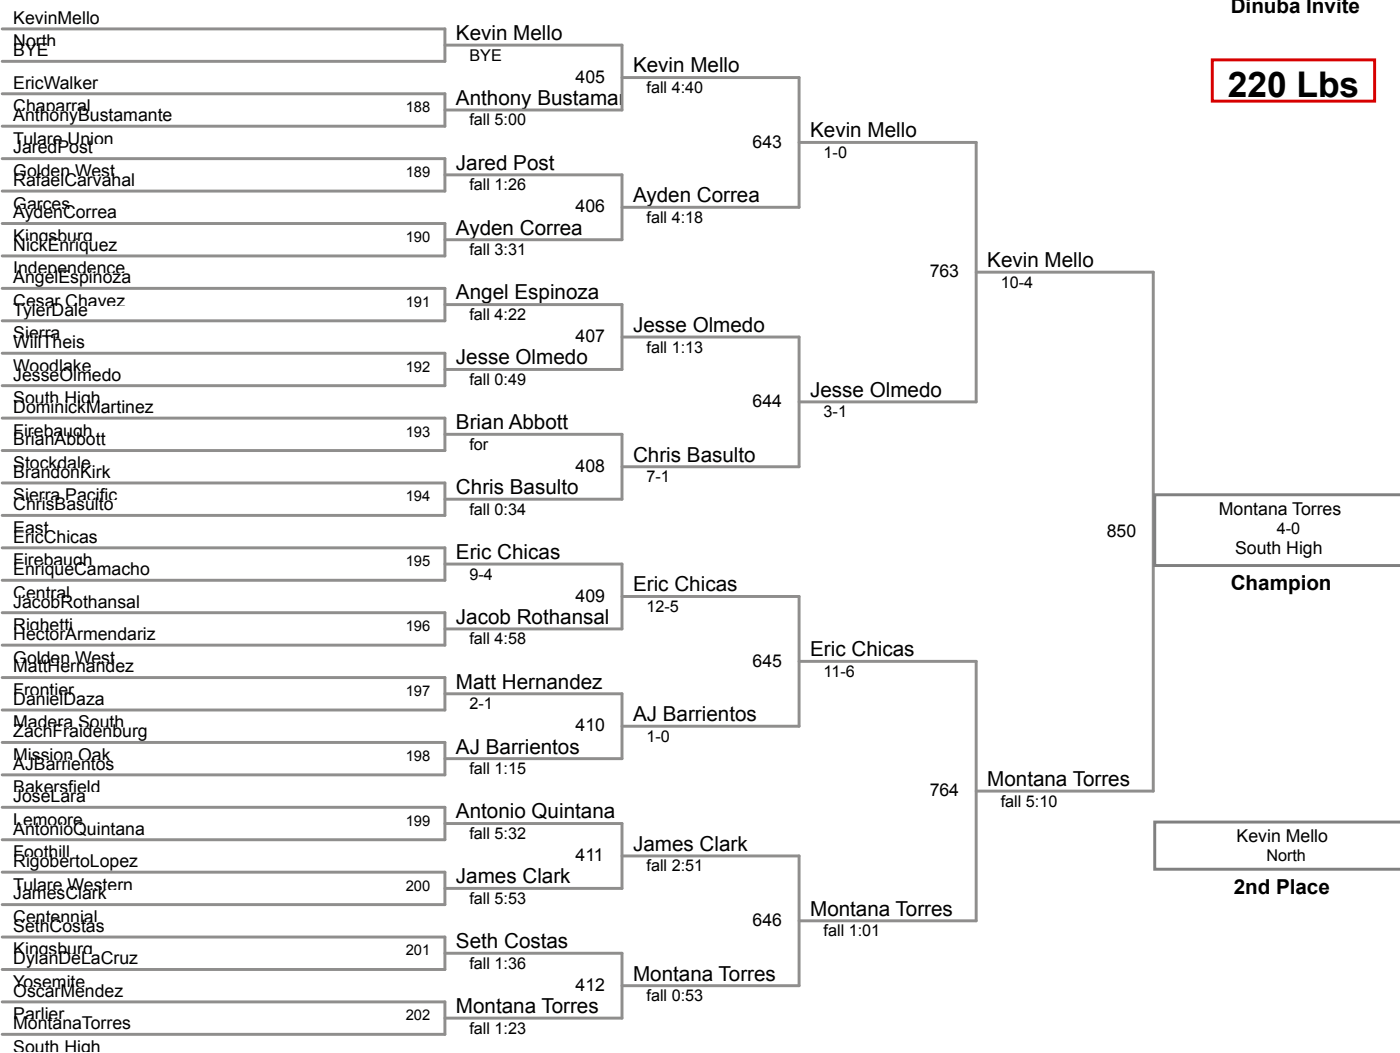 Dinuba Invite
220 Lbs
KevinMello
North
BYE
EricWalker
Chaparral
188
AnthonyBustamante
Tulare Union
JaredPost
Golden West
189
RafaelCarvahal
Garces
AydenCorrea
Kingsburg
190
NickEnriquez
Independence
AngelEspinoza
Cesar Chavez
191
TylerDale
Sierra
WillTheis
Woodlake
192
JesseOlmedo
South High
DominickMartinez
Firebaugh
193
BrianAbbott
Stockdale
BrandonKirk
Sierra Pacific
194
ChrisBasulto
East
EricChicas
Firebaugh
195
EnriqueCamacho
Central
JacobRothansal
Righetti
196
HectorArmendariz
Golden West
MattHernandez
Frontier
197
DanielDaza
Madera South
ZachFraidenburg
Mission Oak
198
AJBarrientos
Bakersfield
JoseLara
Lemoore
199
AntonioQuintana
Foothill
RigobertoLopez
Tulare Western
200
JamesClark
Centennial
SethCostas
Kingsburg
201
DylanDeLaCruz
Yosemite
OscarMendez
Parlier
202
MontanaTorres
South High
Kevin Mello
BYE
405
Anthony Bustama
fall 5:00
Jared Post
fall 1:26
406
Ayden Correa
fall 3:31
Angel Espinoza
fall 4:22
407
Jesse Olmedo
fall 0:49
Brian Abbott
for
408
Chris Basulto
fall 0:34
Eric Chicas
9-4
409
Jacob Rothansal
fall 4:58
Matt Hernandez
2-1
410
AJ Barrientos
fall 1:15
Antonio Quintana
fall 5:32
411
James Clark
fall 5:53
Seth Costas
fall 1:36
412
Montana Torres
fall 1:23
Kevin Mello
fall 4:40
643
Ayden Correa
fall 4:18
Jesse Olmedo
fall 1:13
644
Chris Basulto
7-1
Eric Chicas
12-5
645
AJ Barrientos
1-0
James Clark
fall 2:51
646
Montana Torres
fall 0:53
Kevin Mello
1-0
763
Jesse Olmedo
3-1
Eric Chicas
11-6
764
Montana Torres
fall 1:01
Kevin Mello
10-4
850
Montana Torres
fall 5:10
Montana Torres
4-0
South High
Champion
Kevin Mello
North
2nd Place